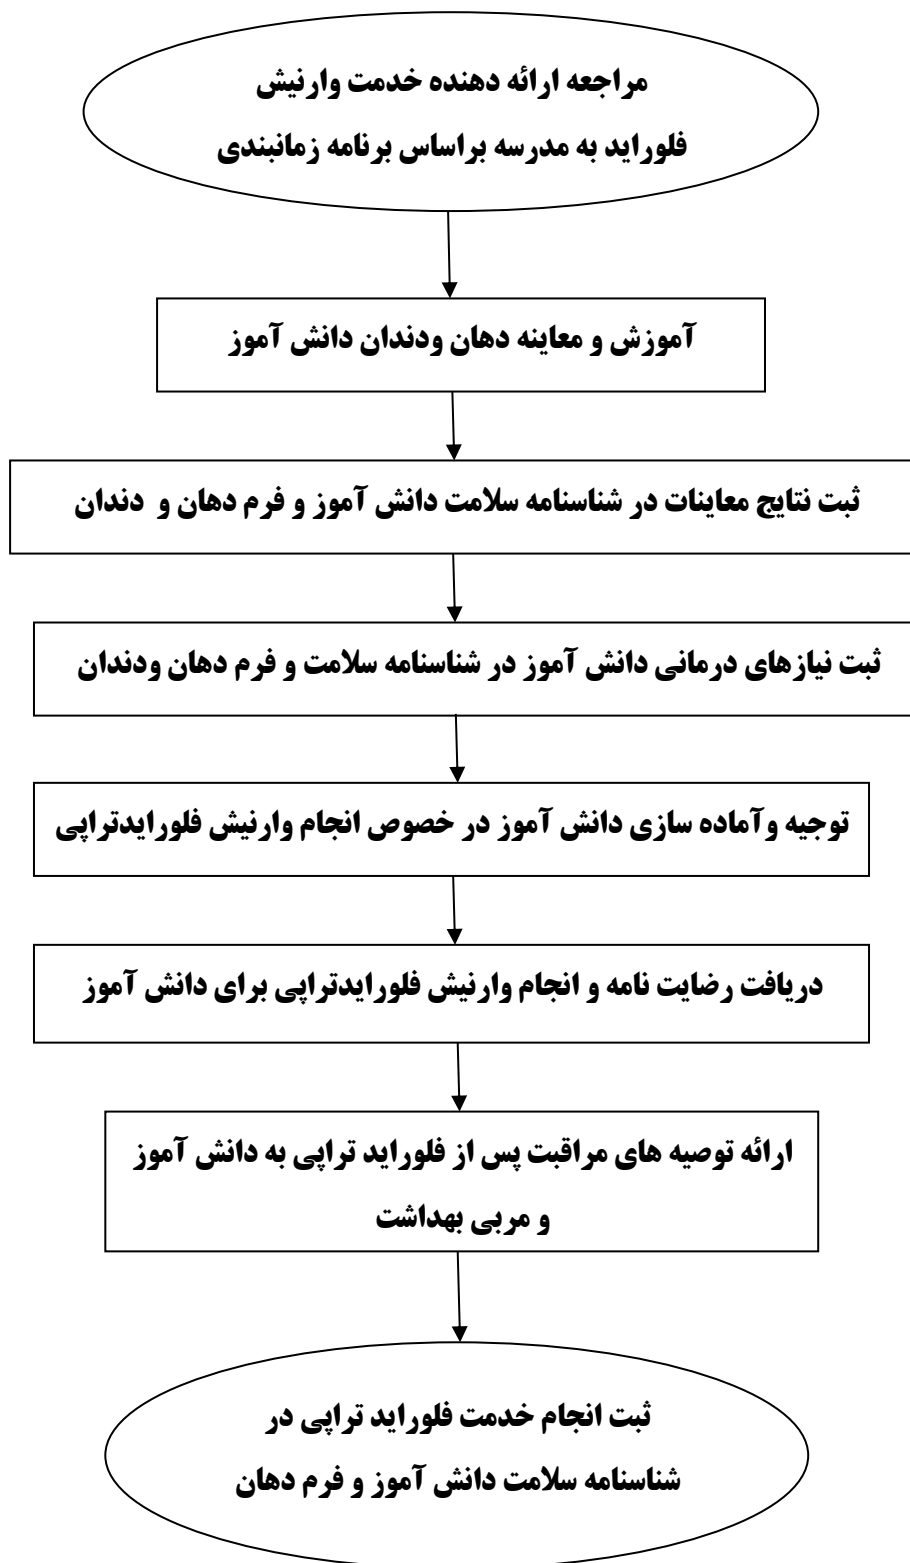 مراجعه ارائه دهنده خدمت وارنیش
فلوراید به مدرسه براساس برنامه زمانبندی
آموزش و معاینه دهان ودندان دانش آموز
ثبت نتایج معاینات در شناسنامه سلامت دانش آموز و فرم دهان و دندان
ثبت نیازهای درمانی دانش آموز در شناسنامه سلامت و فرم دهان ودندان
توجیه وآماده سازی دانش آموز در خصوص انجام وارنیش فلورایدتراپی
دریافت رضایت نامه و انجام وارنیش فلورایدتراپی برای دانش آموز
ارائه توصیه های مراقبت پس از فلوراید تراپی به دانش آموز
و مربی بهداشت
ثبت انجام خدمت فلوراید تراپی در
شناسنامه سلامت دانش آموز و فرم دهان